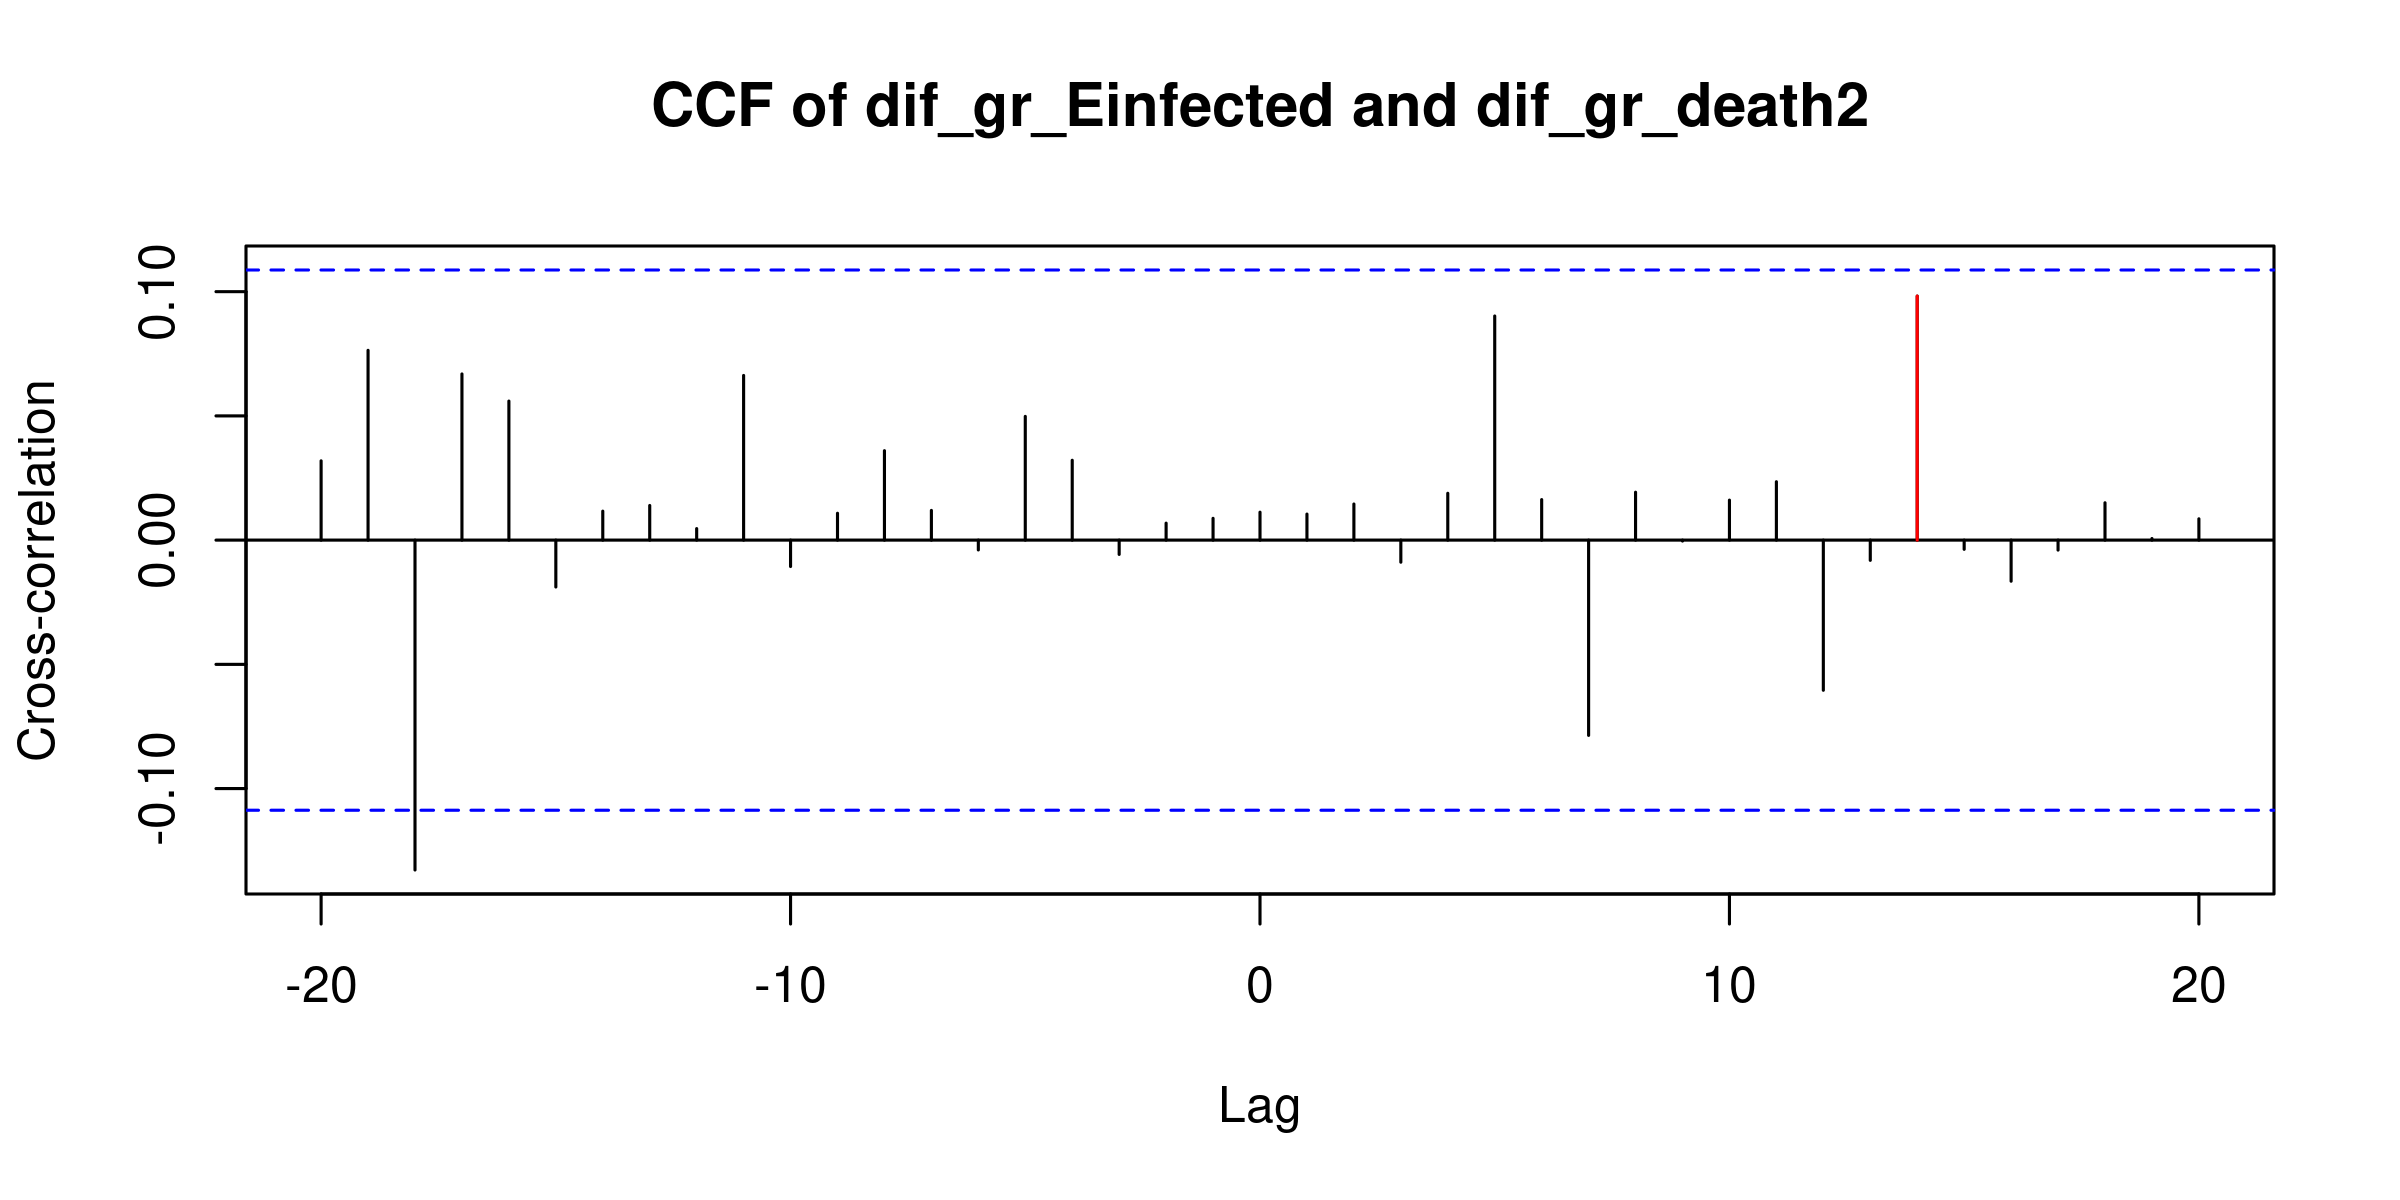 CCF of dif_gr_Einfected and dif_gr_death2
Cross-correlation
0.10
0.00
-0.10
-20 -10 0 10 20
Lag